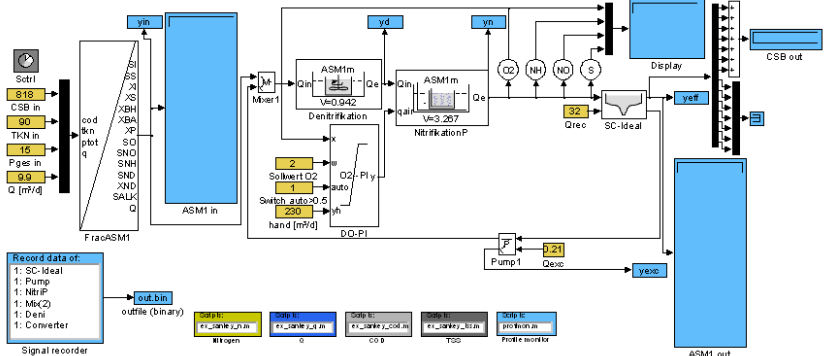 Sctrl
818
CSB in
90
TKN in
15
Pges in
9.9
Q [m³/d]
cod
tkn
ptot
q
SI
SS
XI
XS
XBH
XBA
XP
SO
SNO
SNH
SND
XND
SALK
Q
FracASM1
yin
ASM1 in
Mixer1
ASM1m
Qin
Qe
V=0.942
Denitrifikation
yd
ASM1m
Qin
qair
Qe
V=3.267
NitrifikationP
yn
O2
NH
NO
S
Display
CSB out
32
Qrec
SC-Ideal
yeff
2
Sollwert O2
1
Switch auto>0.5
230
hand [m³/d]
x
w
auto
yh
O2-PI y
DO-PI
P
Pump1
0.21
Qexc
yexc
ASM1 out
Record data of:
1: SC-Ideal
1: Pump
1: NitriP
1: Mix(2)
1: Deni
1: Converter
Signal recorder
out.bin
outfile (binary)
ex_sankey_n.m
Nitrogen
ex_sankey_q.m
Q
ex_sankey_cod.m
COD
ex_sankey_tss.m
TSS
profmon.m
Profile monitor